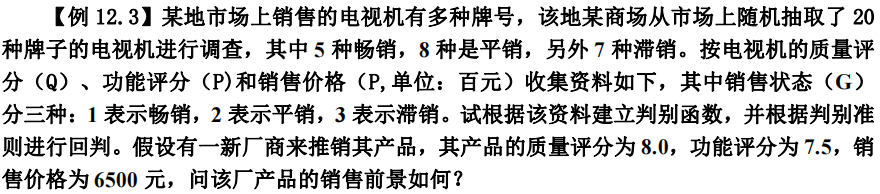 【例 12.3】某地市场上销售的电视机有多种牌号，该地某商场从市场上随机抽取了 20
种牌子的电视机进行调查，其中 5 种畅销，8 种是平销，另外 7 种滞销。按电视机的质量评
分（Q）、功能评分（P)和销售价格（P,单位：百元）收集资料如下，其中销售状态（G）
分三种：1 表示畅销，2 表示平销，3 表示滞销。试根据该资料建立判别函数，并根据判别准
则进行回判。假设有一新厂商来推销其产品，其产品的质量评分为 8.0，功能评分为 7.5，销
售价格为 6500 元，问该厂产品的销售前景如何？